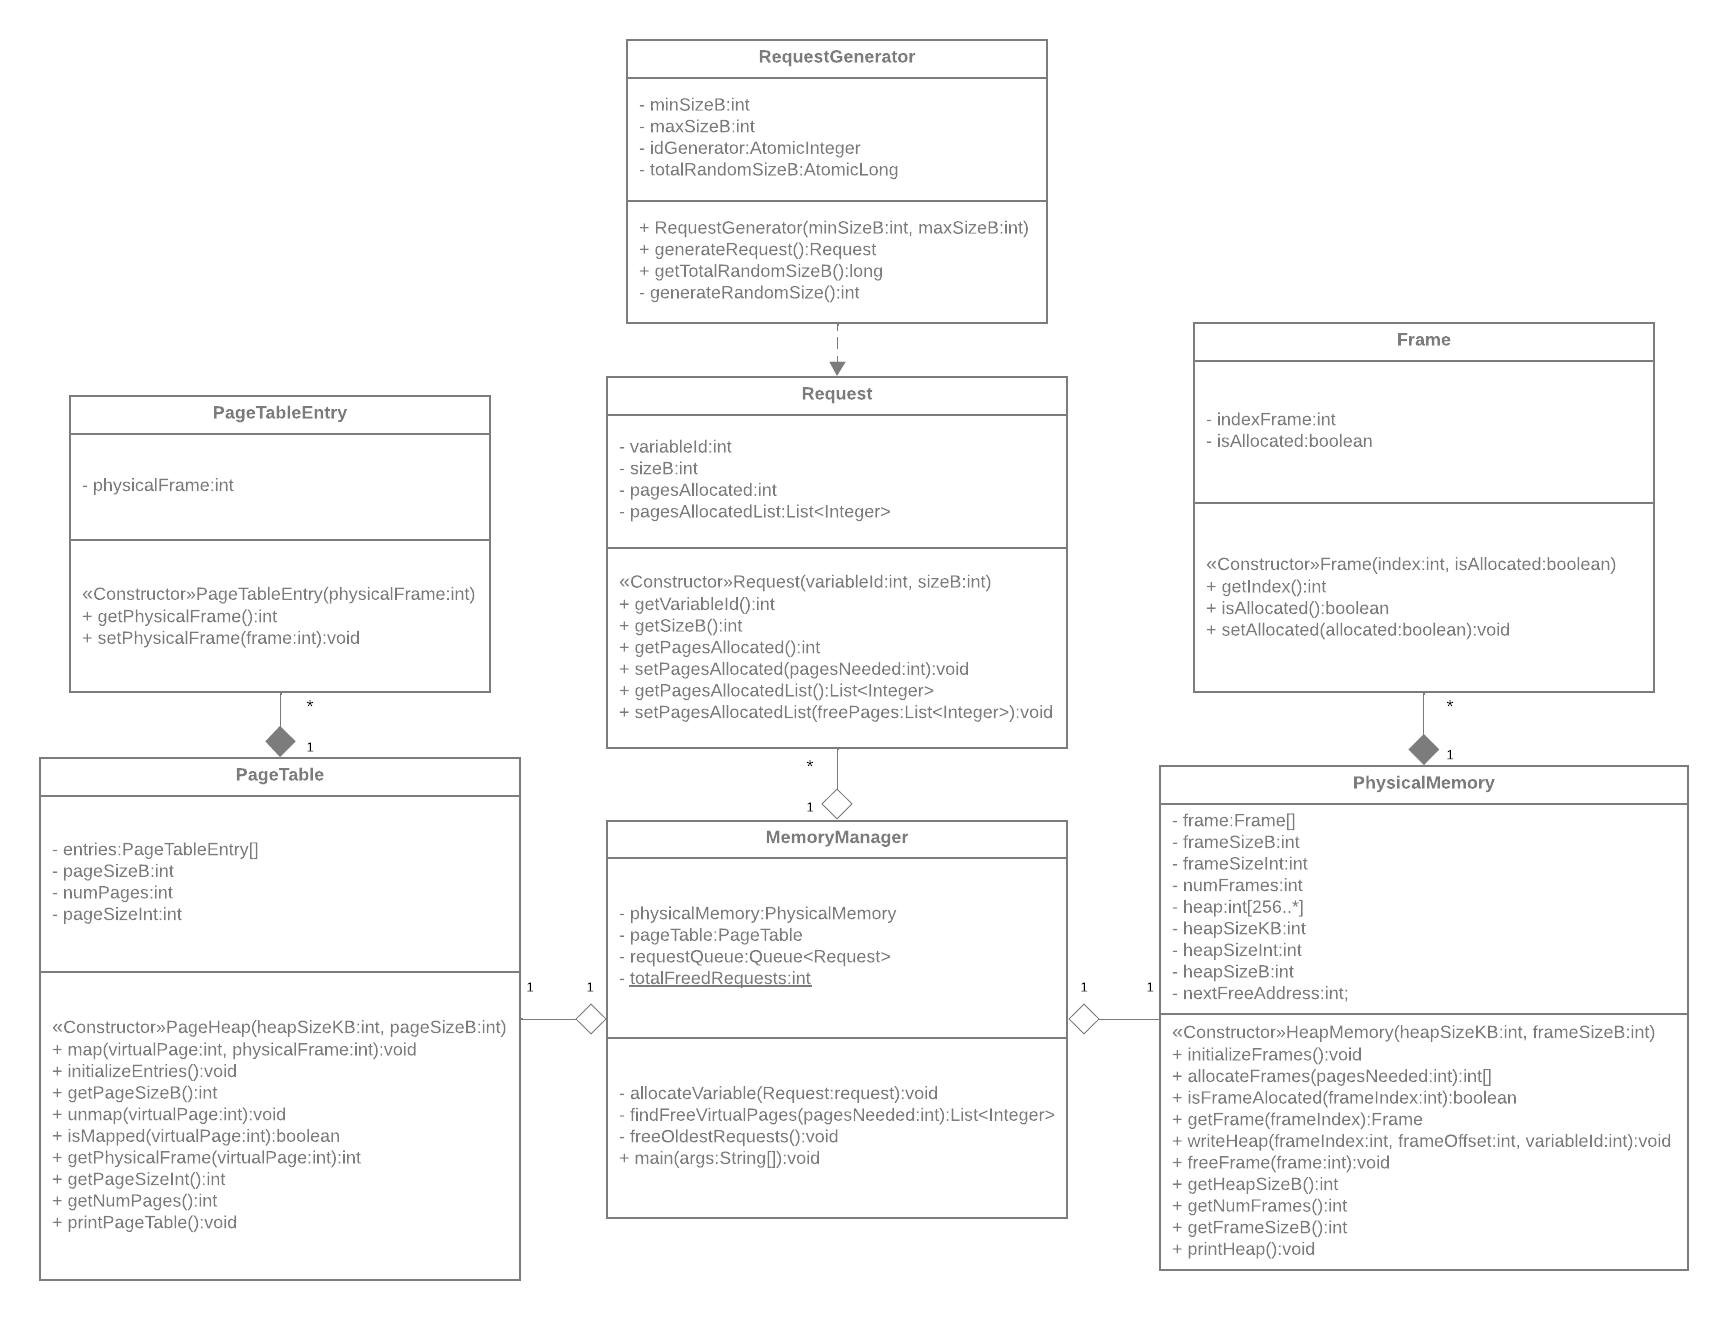 RequestGenerator
- minSizeB:int
- maxSizeB:int
- idGenerator:AtomicInteger
- totalRandomSizeB:AtomicLong
+ RequestGenerator(minSizeB:int, maxSizeB:int)
+ generateRequest():Request
+ getTotalRandomSizeB():long
- generateRandomSize():int
PageTableEntry
- physicalFrame:int
«Constructor»PageTableEntry(physicalFrame:int)
+ getPhysicalFrame():int
+ setPhysicalFrame(frame:int):void
*
1
Request
- variableId:int
- sizeB:int
- pagesAllocated:int
- pagesAllocatedList:List<Integer>
«Constructor»Request(variableId:int, sizeB:int)
+ getVariableId():int
+ getSizeB():int
+ getPagesAllocated():int
+ setPagesAllocated(pagesNeeded:int):void
+ getPagesAllocatedList():List<Integer>
+ setPagesAllocatedList(freePages:List<Integer>):void
*
1
Frame
- indexFrame:int
- isAllocated:boolean
«Constructor»Frame(index:int, isAllocated:boolean)
+ getIndex():int
+ isAllocated():boolean
+ setAllocated(allocated:boolean):void
*
1
PageTable
- entries:PageTableEntry[]
- pageSizeB:int
- numPages:int
- pageSizeInt:int
«Constructor»PageHeap(heapSizeKB:int, pageSizeB:int)
+ map(virtualPage:int, physicalFrame:int):void
+ initializeEntries():void
+ getPageSizeB():int
+ unmap(virtualPage:int):void
+ isMapped(virtualPage:int):boolean
+ getPhysicalFrame(virtualPage:int):int
+ getPageSizeInt():int
+ getNumPages():int
+ printPageTable():void
1
1
MemoryManager
- physicalMemory:PhysicalMemory
- pageTable:PageTable
- requestQueue:Queue<Request>
- totalFreedRequests:int
- allocateVariable(Request:request):void
- findFreeVirtualPages(pagesNeeded:int):List<Integer>
- freeOldestRequests():void
+ main(args:String[]):void
1
1
PhysicalMemory
- frame:Frame[]
- frameSizeB:int
- frameSizeInt:int
- numFrames:int
- heap:int[256..*]
- heapSizeKB:int
- heapSizeInt:int
- heapSizeB:int
- nextFreeAddress:int;
«Constructor»HeapMemory(heapSizeKB:int, frameSizeB:int)
+ initializeFrames():void
+ allocateFrames(pagesNeeded:int):int[]
+ isFrameAlocated(frameIndex:int):boolean
+ getFrame(frameIndex):Frame
+ writeHeap(frameIndex:int, frameOffset:int, variableId:int):void
+ freeFrame(frame:int):void
+ getHeapSizeB():int
+ getNumFrames():int
+ getFrameSizeB():int
+ printHeap():void